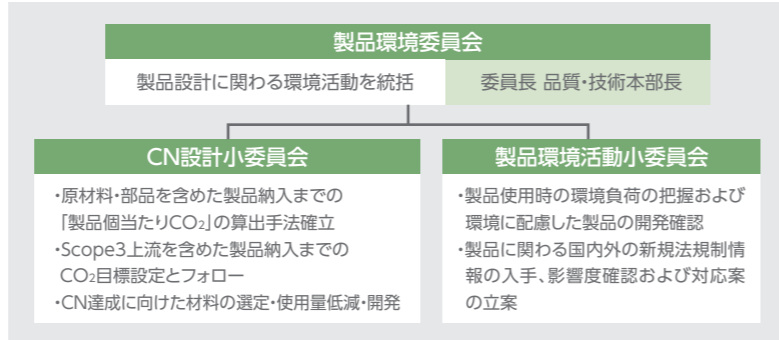 製品環境委員会
製品設計に関わる環境活動を統括
委員長 品質・技術本部長
CN設計小委員会
・原材料・部品を含めた製品納入までの
「製品個当たりCO₂」の算出手法確立
・Scope3上流を含めた製品納入までの
CO₂目標設定とフォロー
・CN達成に向けた材料の選定・使用量低減・開発
製品環境活動小委員会
・製品使用時の環境負荷の把握および
環境に配慮した製品の開発確認
・製品に関わる国内外の新規法規制情
報の入手、影響度確認および対応案
の立案